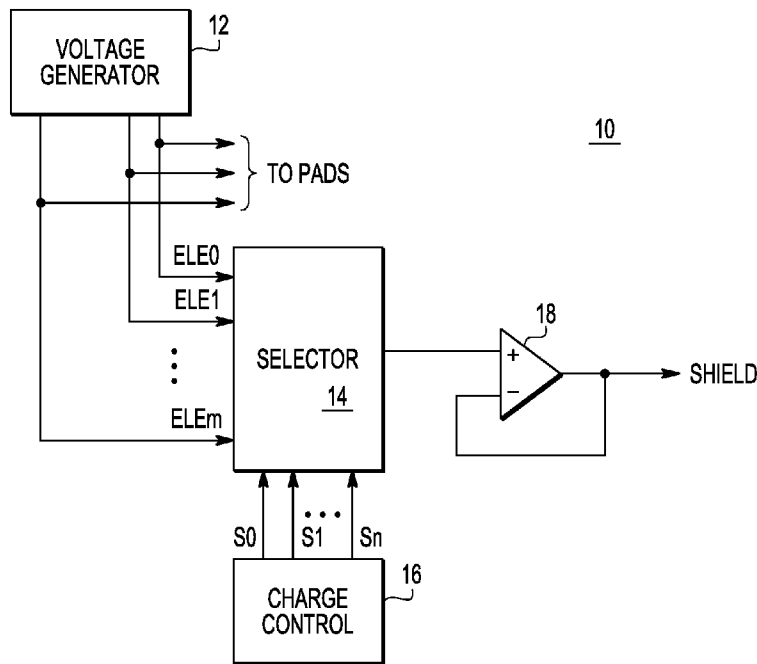 VOLTAGE
GENERATOR
12
10
TO PADS
ELE0
ELE1
ELEm
SELECTOR
14
+
−
18
SHIELD
S0 S1 Sn
CHARGE
CONTROL
16